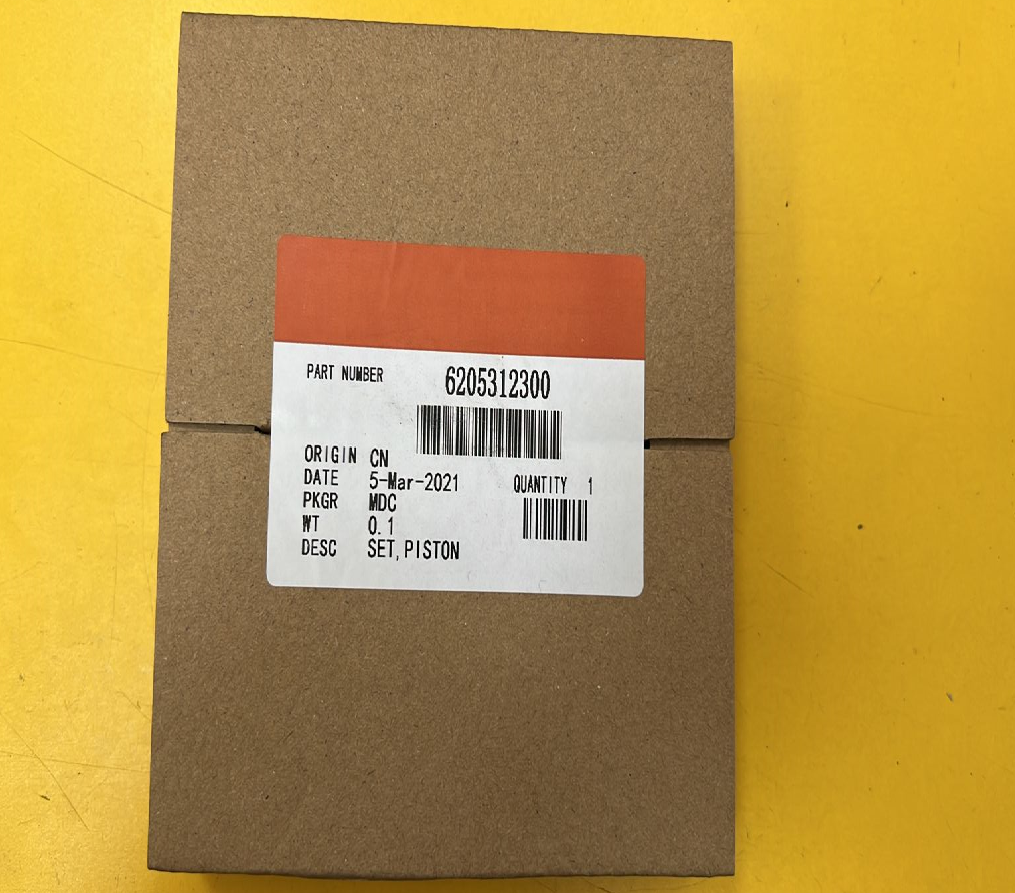 PART NUMBER 6205312300
ORIGIN CN
DATE 5-Mar-2021 QUANTITY 1
PKGR MDC
WT 0.1
DESC SET, PISTON